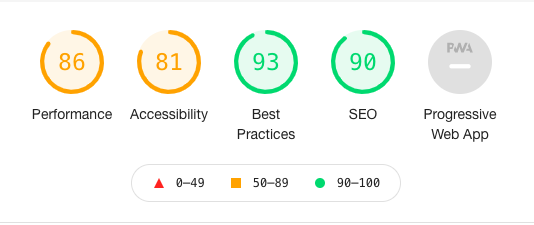 86 81 93 90 PWA
Performance Accessibility Best Practices SEO Progressive Web App
0–49 50–89 90–100